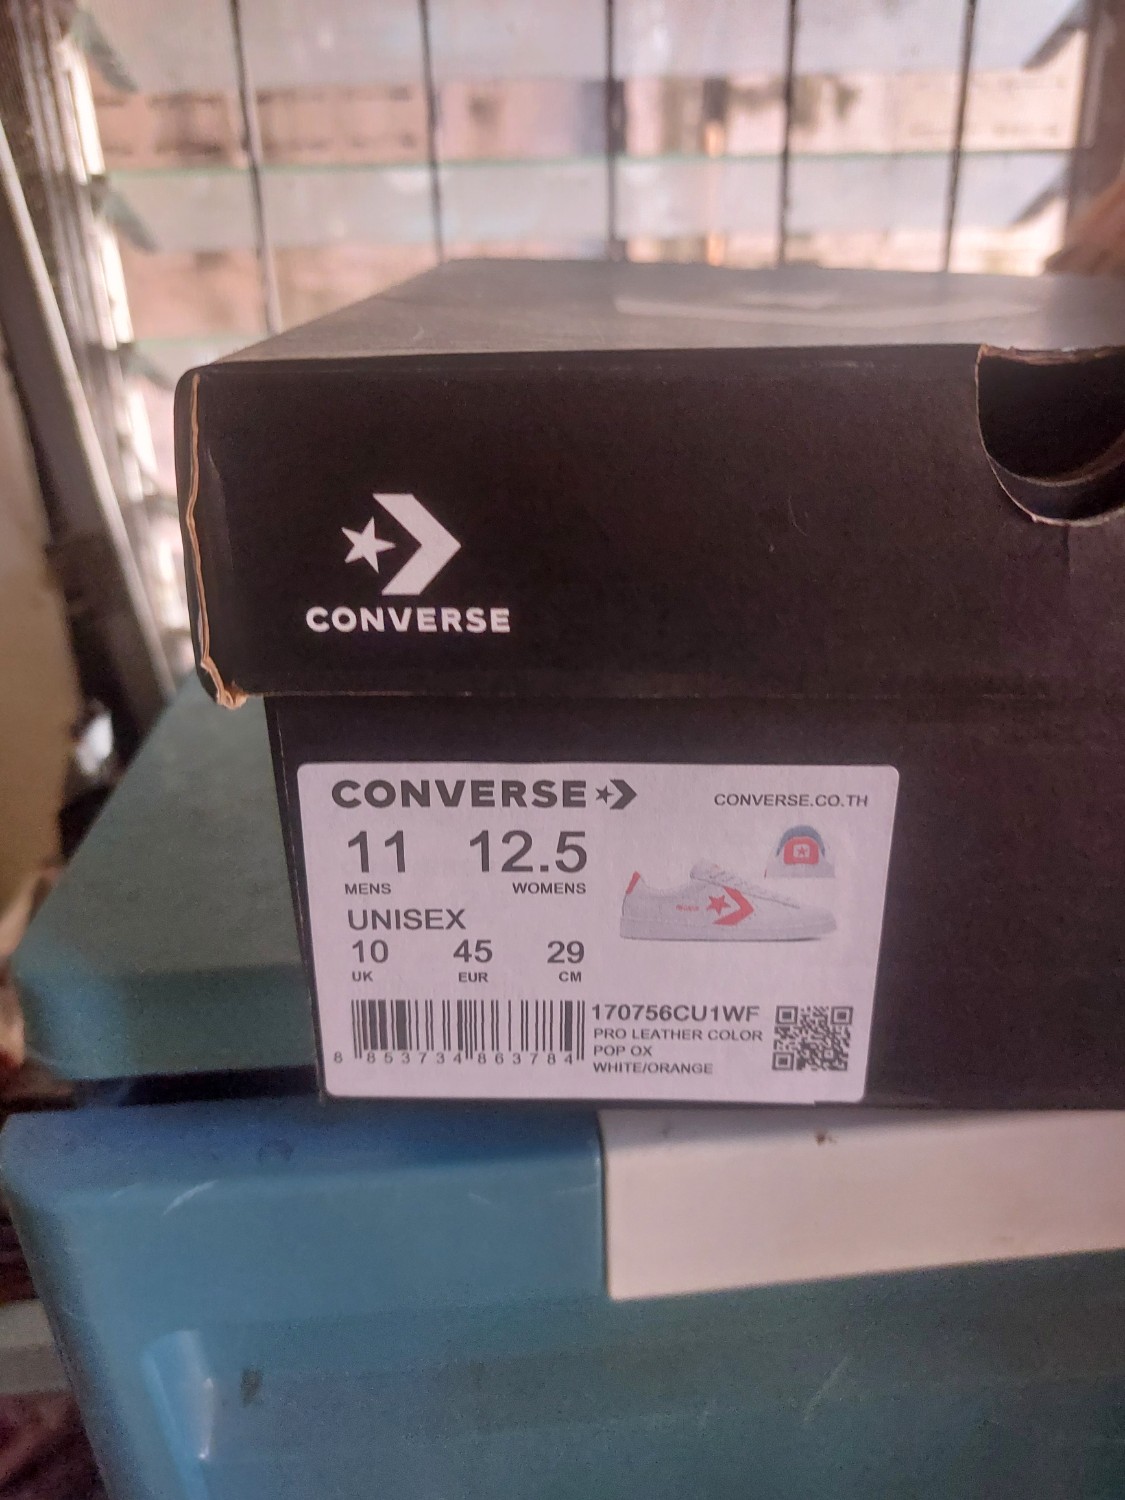 CONVERSE
CONVERSE
CONVERSE.CO.TH
11 12.5
MENS WOMENS
UNISEX
10 45 29
UK EUR CM
170756CU1WF
PRO LEATHER COLOR
POP OX
WHITE/ORANGE
8 853734 863784